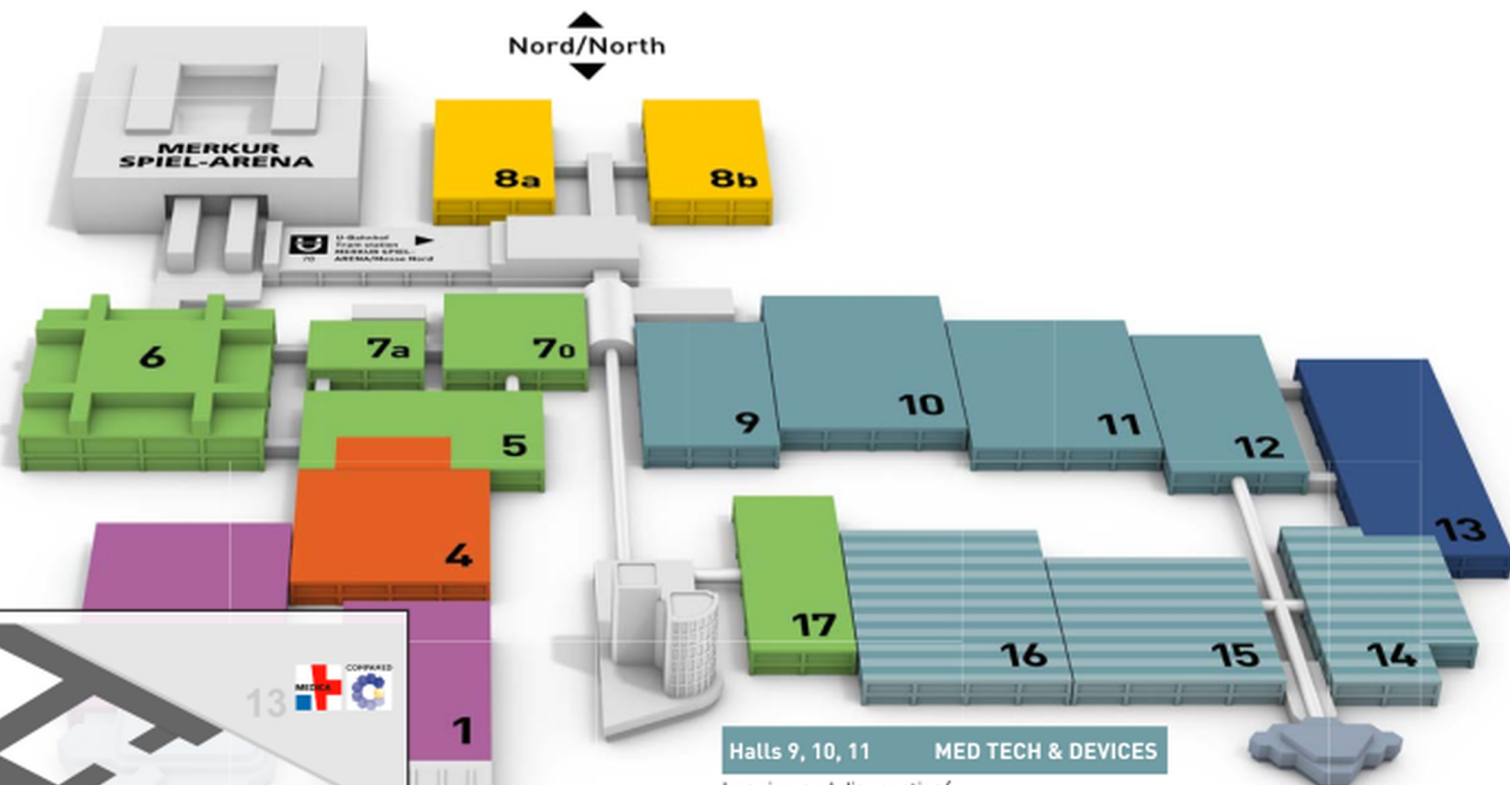 Nord/North
MERKUR
SPIEL-ARENA
8a
8b
U-Bahnhof
Tram station
MERKUR SPIEL-
ARENA/Messe Nord
70
6
7a
7o
9
10
11
12
5
13
4
17
16
15
14
13
MEDICA
COMPAMED
1
Halls 9, 10, 11 MED TECH & DEVICES